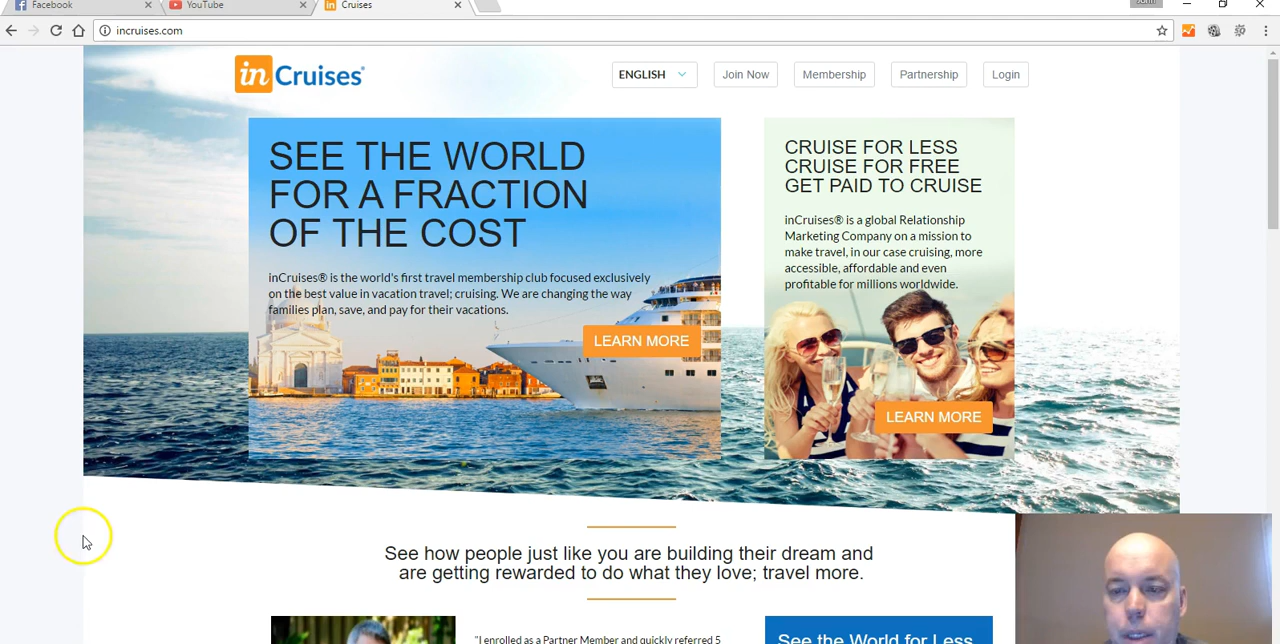 Facebook
YouTube
Cruises
incruises.com
inCruises®
ENGLISH
Join Now
Membership
Partnership
Login
SEE THE WORLD
FOR A FRACTION
OF THE COST
inCruises® is the world's first travel membership club focused exclusively
on the best value in vacation travel; cruising. We are changing the way
families plan, save, and pay for their vacations.
LEARN MORE
CRUISE FOR LESS
CRUISE FOR FREE
GET PAID TO CRUISE
inCruises® is a global Relationship
Marketing Company on a mission to
make travel, in our case cruising, more
accessible, affordable and even
profitable for millions worldwide.
LEARN MORE
See how people just like you are building their dream and
are getting rewarded to do what they love; travel more.
"I enrolled as a Partner Member and quickly referred 5
See the World for Less